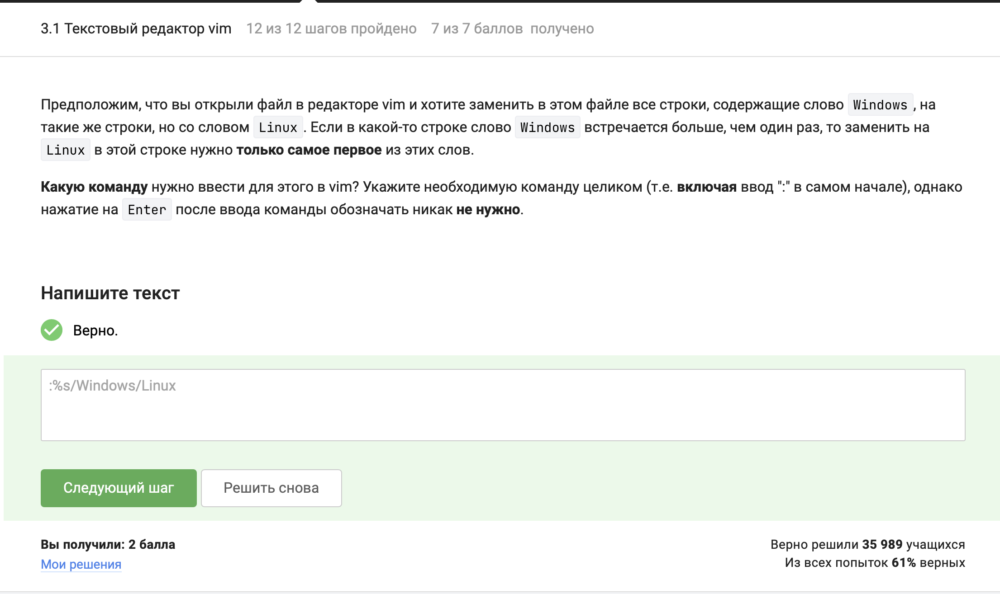 3.1 Текстовый редактор vim 12 из 12 шагов пройдено 7 из 7 баллов получено
Предположим, что вы открыли файл в редакторе vim и хотите заменить в этом файле все строки, содержащие слово Windows, на
такие же строки, но со словом Linux. Если в какой-то строке слово Windows встречается больше, чем один раз, то заменить на
Linux в этой строке нужно только самое первое из этих слов.
Какую команду нужно ввести для этого в vim? Укажите необходимую команду целиком (т.е. включая ввод ":" в самом начале), однако
нажатие на Enter после ввода команды обозначать никак не нужно.
Напишите текст
Верно.
:%s/Windows/Linux
Следующий шаг Решить снова
Вы получили: 2 балла Верно решили 35 989 учащихся
Мои решения Из всех попыток 61% верных